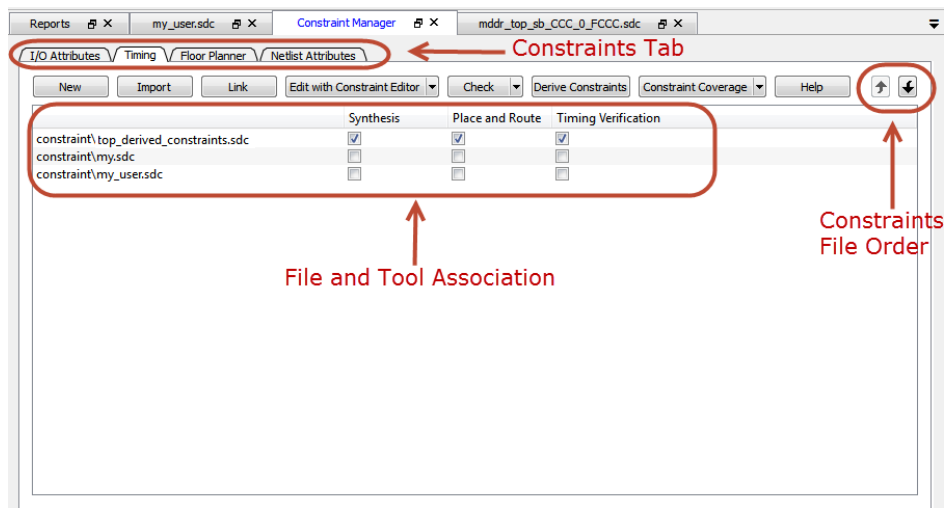 Reports my_user.sdc Constraint Manager mddr_top_sb_CCC_0_FCCC.sdc
Constraints Tab
I/O Attributes Timing Floor Planner Netlist Attributes
New Import Link Edit with Constraint Editor Check Derive Constraints Constraint Coverage Help
Synthesis Place and Route Timing Verification
constraint\top_derived_constraints.sdc
constraint\my.sdc
constraint\my_user.sdc
Constraints
File Order
File and Tool Association